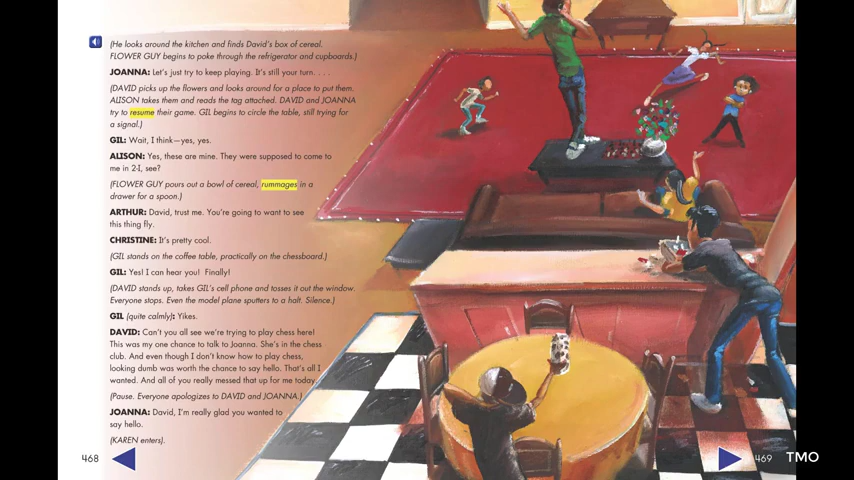 (He looks around the kitchen and finds David's box of cereal.
FLOWER GUY begins to poke through the refrigerator and cupboards.)
JOANNA: Let's just try to keep playing. It's still your turn. . . .
(DAVID picks up the flowers and looks around for a place to put them.
ALISON takes them and reads the tag attached. DAVID and JOANNA
try to resume their game. GIL begins to circle the table, still trying for
a signal.)
GIL: Wait, I think—yes, yes.
ALISON: Yes, these are mine. They were supposed to come to
me in 2-I, see?
(FLOWER GUY pours out a bowl of cereal, rummages in a
drawer for a spoon.)
ARTHUR: David, trust me. You're going to want to see
this thing fly.
CHRISTINE: It's pretty cool.
(GIL stands on the coffee table, practically on the chessboard.)
GIL: Yes! I can hear you! Finally!
(DAVID stands up, takes GIL's cell phone and tosses it out the window.
Everyone stops. Even the model plane sputters to a halt. Silence.)
GIL (quite calmly): Yikes.
DAVID: Can't you all see we're trying to play chess here!
This was my one chance to talk to Joanna. She's in the chess
club. And even though I don't know how to play chess,
looking dumb was worth the chance to say hello. That's all I
wanted. And all of you really messed that up for me today.
(Pause. Everyone apologizes to DAVID and JOANNA.)
JOANNA: David, I'm really glad you wanted to
say hello.
(KAREN enters).
468
469
TMO